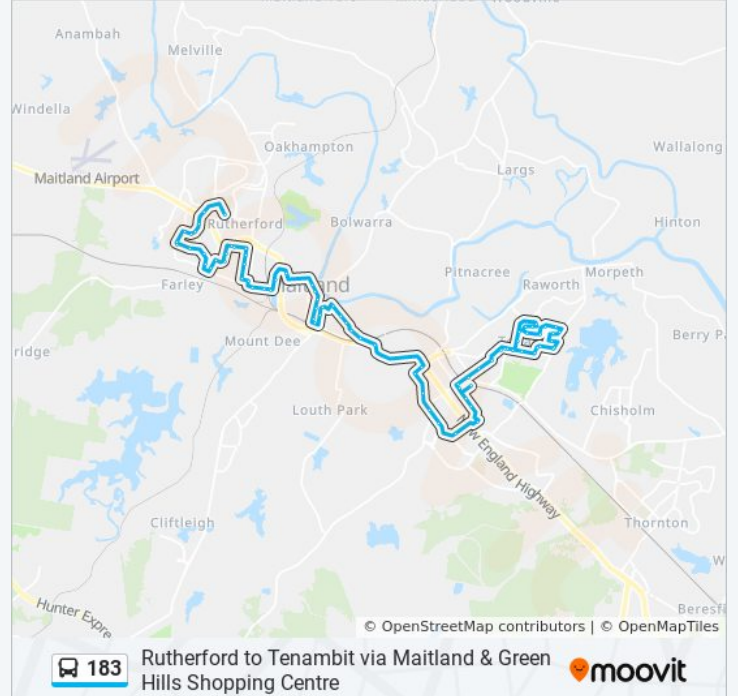 Anambah
Melville
Windella
Oakhampton
Wallalong
Maitland Airport
Largs
Rutherford
Bolwarra
Hinton
Pitnacree
Morpeth
Farley
Maitland
Raworth
Mount Dee
Berry Pa
ridge
Louth Park
Chisholm
New England Highway
Cliftleigh
Thornton
Hunter Expre
Beresfi
© OpenStreetMap contributors | © OpenMapTiles
183 Rutherford to Tenambit via Maitland & Green
Hills Shopping Centre
moovit